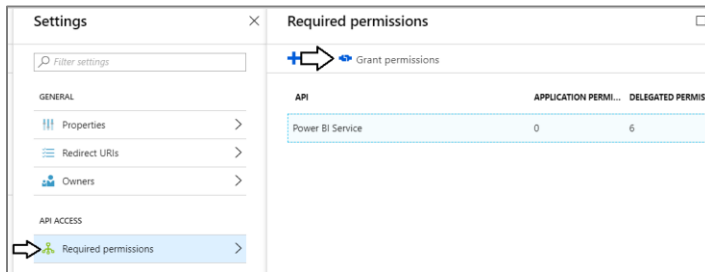 Settings
Filter settings
GENERAL
Properties
Redirect URIs
Owners
API ACCESS
Required permissions
Required permissions
Grant permissions
API APPLICATION PERMI... DELEGATED PERMIS
Power BI Service 0 6